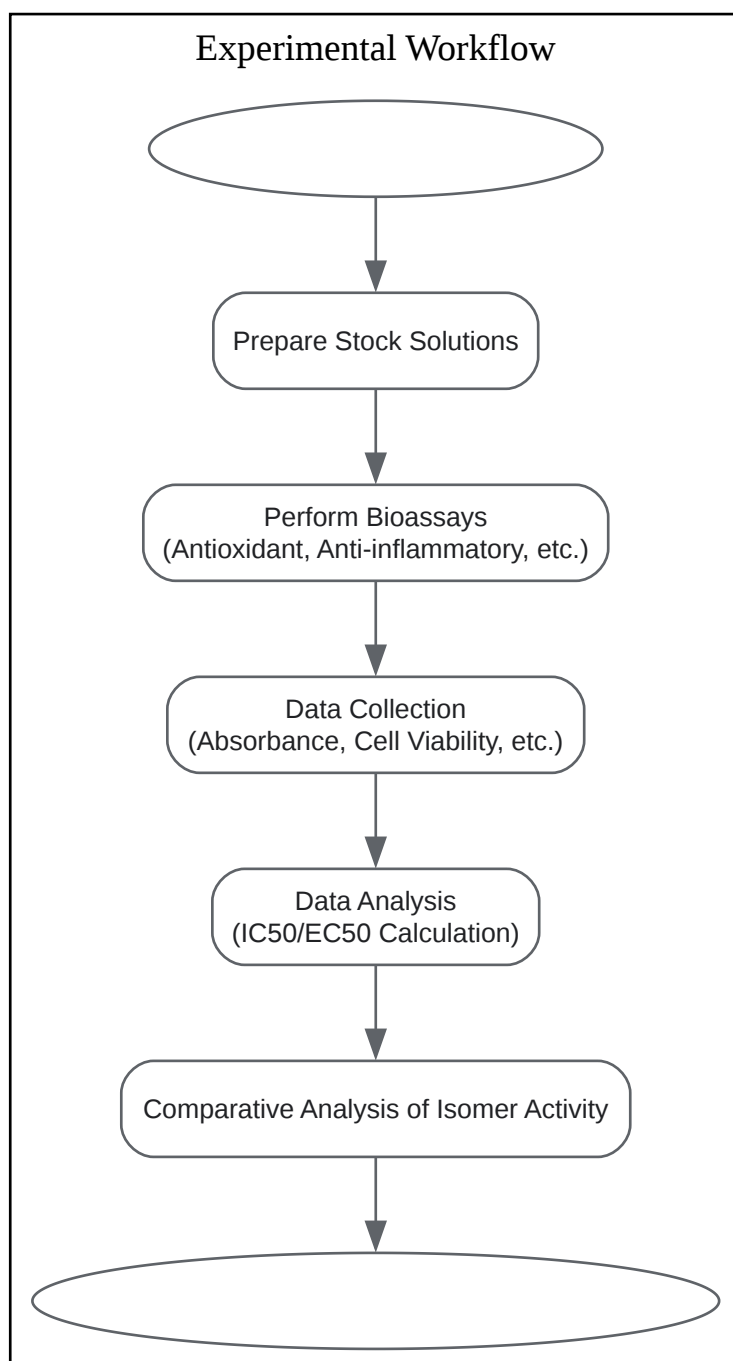 Experimental Workflow
Prepare Stock Solutions
Perform Bioassays
(Antioxidant, Anti-inflammatory, etc.)
Data Collection
(Absorbance, Cell Viability, etc.)
Data Analysis
(IC50/EC50 Calculation)
Comparative Analysis of Isomer Activity